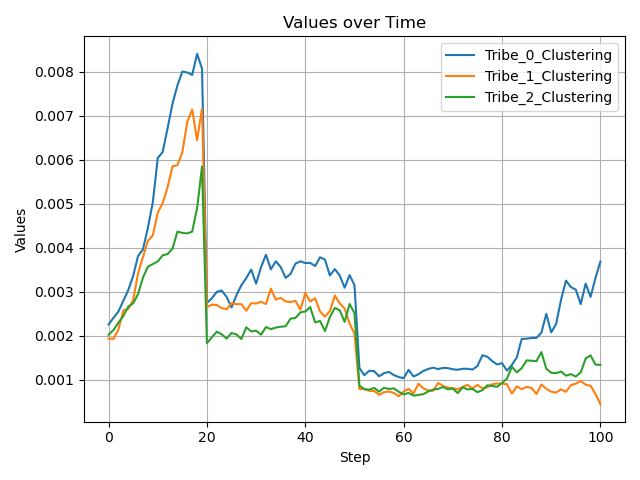 Values over Time
Tribe_0_Clustering
Tribe_1_Clustering
Tribe_2_Clustering
0.008
0.007
0.006
0.005
0.004
0.003
0.002
0.001
Values
0 20 40 60 80 100
Step